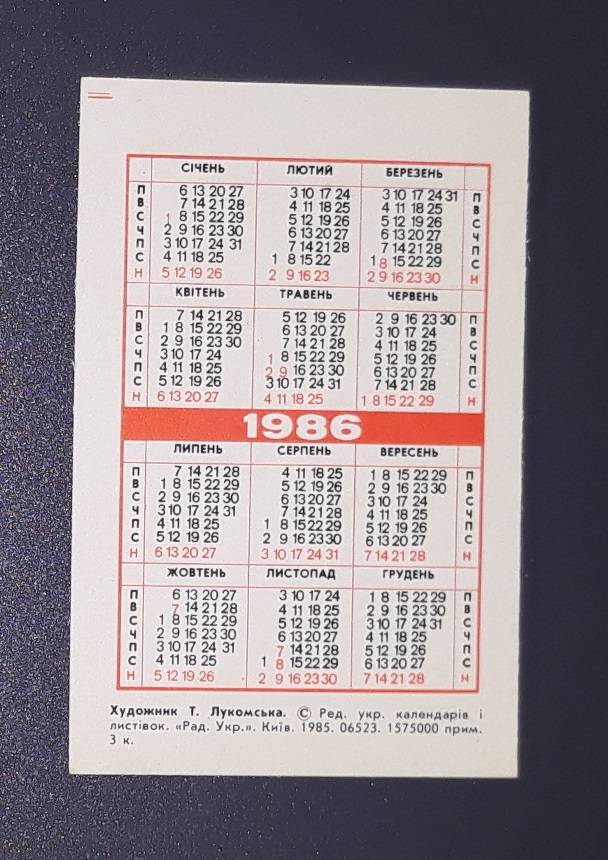 СІЧЕНЬ ЛЮТИЙ БЕРЕЗЕНЬ
П 6 13 20 27 3 10 17 24 3 10 17 24 31 П
В 7 14 21 28 4 11 18 25 4 11 18 25 В
С 1 8 15 22 29 5 12 19 26 5 12 19 26 С
Ч 2 9 16 23 30 6 13 20 27 6 13 20 27 Ч
П 3 10 17 24 31 7 14 21 28 7 14 21 28 П
С 4 11 18 25 1 8 15 22 1 8 15 22 29 С
Н 5 12 19 26 2 9 16 23 2 9 16 23 30 Н
КВІТЕНЬ ТРАВЕНЬ ЧЕРВЕНЬ
П 7 14 21 28 5 12 19 26 2 9 16 23 30 П
В 1 8 15 22 29 6 13 20 27 3 10 17 24 В
С 2 9 16 23 30 7 14 21 28 4 11 18 25 С
Ч 3 10 17 24 1 8 15 22 29 5 12 19 26 Ч
П 4 11 18 25 2 9 16 23 30 6 13 20 27 П
С 5 12 19 26 3 10 17 24 31 7 14 21 28 С
Н 6 13 20 27 4 11 18 25 1 8 15 22 29 Н
1986
ЛИПЕНЬ СЕРПЕНЬ ВЕРЕСЕНЬ
П 7 14 21 28 4 11 18 25 1 8 15 22 29 П
В 1 8 15 22 29 5 12 19 26 2 9 16 23 30 В
С 2 9 16 23 30 6 13 20 27 3 10 17 24 С
Ч 3 10 17 24 31 7 14 21 28 4 11 18 25 Ч
П 4 11 18 25 1 8 15 22 29 5 12 19 26 П
С 5 12 19 26 2 9 16 23 30 6 13 20 27 С
Н 6 13 20 27 3 10 17 24 31 7 14 21 28 Н
ЖОВТЕНЬ ЛИСТОПАД ГРУДЕНЬ
П 6 13 20 27 3 10 17 24 1 8 15 22 29 П
В 7 14 21 28 4 11 18 25 2 9 16 23 30 В
С 1 8 15 22 29 5 12 19 26 3 10 17 24 31 С
Ч 2 9 16 23 30 6 13 20 27 4 11 18 25 Ч
П 3 10 17 24 31 7 14 21 28 5 12 19 26 П
С 4 11 18 25 1 8 15 22 29 6 13 20 27 С
Н 5 12 19 26 2 9 16 23 30 7 14 21 28 Н
Художник Т. Лукомська. © Ред. укр. календарів і
листівок. «Рад. Укр.». Київ. 1985. 06523. 1575000 прим.
3 к.